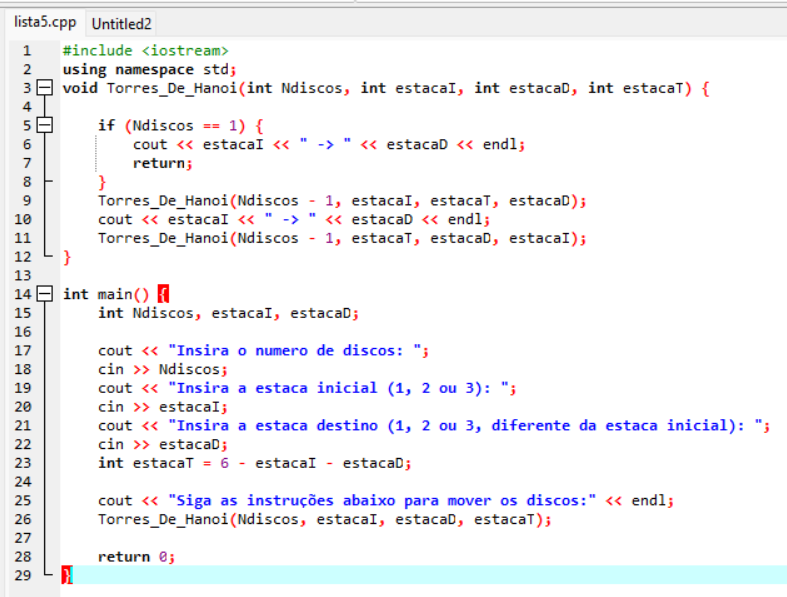 lista5.cpp Untitled2
1 #include <iostream>
2 using namespace std;
3 void Torres_De_Hanoi(int Ndiscos, int estacaI, int estacaD, int estacaT) {
4
5     if (Ndiscos == 1) {
6         cout << estacaI << " -> " << estacaD << endl;
7         return;
8     }
9     Torres_De_Hanoi(Ndiscos - 1, estacaI, estacaT, estacaD);
10     cout << estacaI << " -> " << estacaD << endl;
11     Torres_De_Hanoi(Ndiscos - 1, estacaT, estacaD, estacaI);
12 }
13
14 int main() {
15     int Ndiscos, estacaI, estacaD;
16
17     cout << "Insira o numero de discos: ";
18     cin >> Ndiscos;
19     cout << "Insira a estaca inicial (1, 2 ou 3): ";
20     cin >> estacaI;
21     cout << "Insira a estaca destino (1, 2 ou 3, diferente da estaca inicial): ";
22     cin >> estacaD;
23     int estacaT = 6 - estacaI - estacaD;
24
25     cout << "Siga as instruções abaixo para mover os discos:" << endl;
26     Torres_De_Hanoi(Ndiscos, estacaI, estacaD, estacaT);
27
28     return 0;
29 }